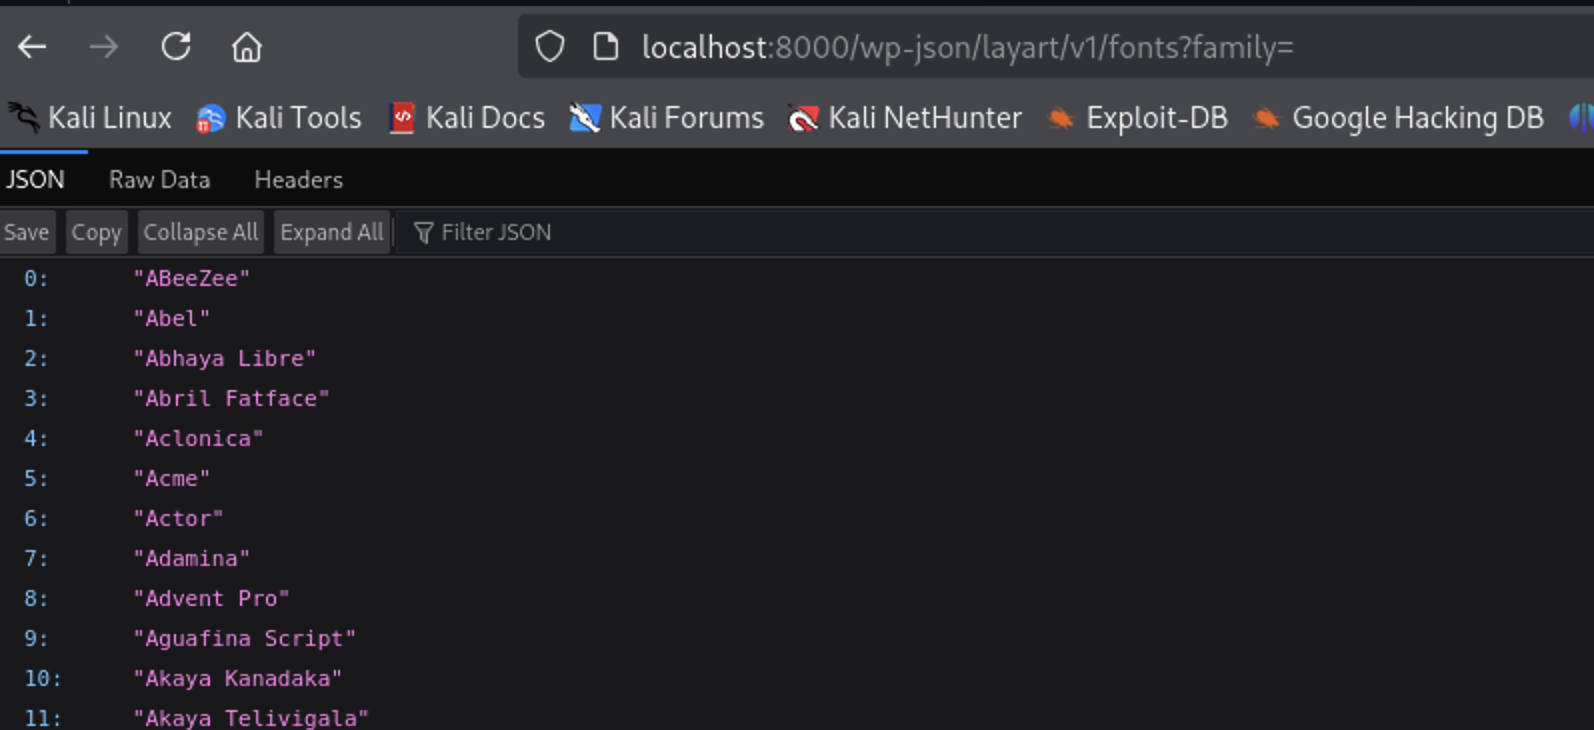 localhost:8000/wp-json/layart/v1/fonts?family=
Kali Linux Kali Tools Kali Docs Kali Forums Kali NetHunter Exploit-DB Google Hacking DB
JSON Raw Data Headers
Save Copy Collapse All Expand All Filter JSON
0: "ABeeZee"
1: "Abel"
2: "Abhaya Libre"
3: "Abril Fatface"
4: "Aclonica"
5: "Acme"
6: "Actor"
7: "Adamina"
8: "Advent Pro"
9: "Aguafina Script"
10: "Akaya Kanadaka"
11: "Akaya Telivigala"